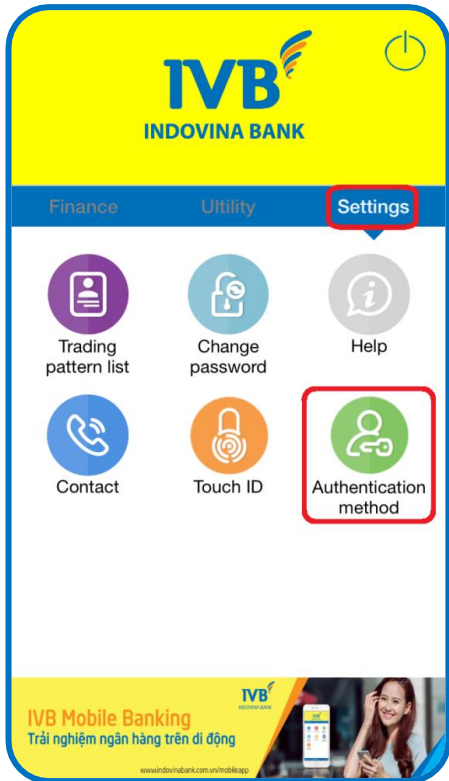 IVB
INDOVINA BANK
Finance
Ultility
Settings
Trading
pattern list
Change
password
Help
Contact
Touch ID
Authentication
method
IVB
INDOVINA BANK
IVB Mobile Banking
Trải nghiệm ngân hàng trên di động
www.indovinabank.com.vn/mobileapp